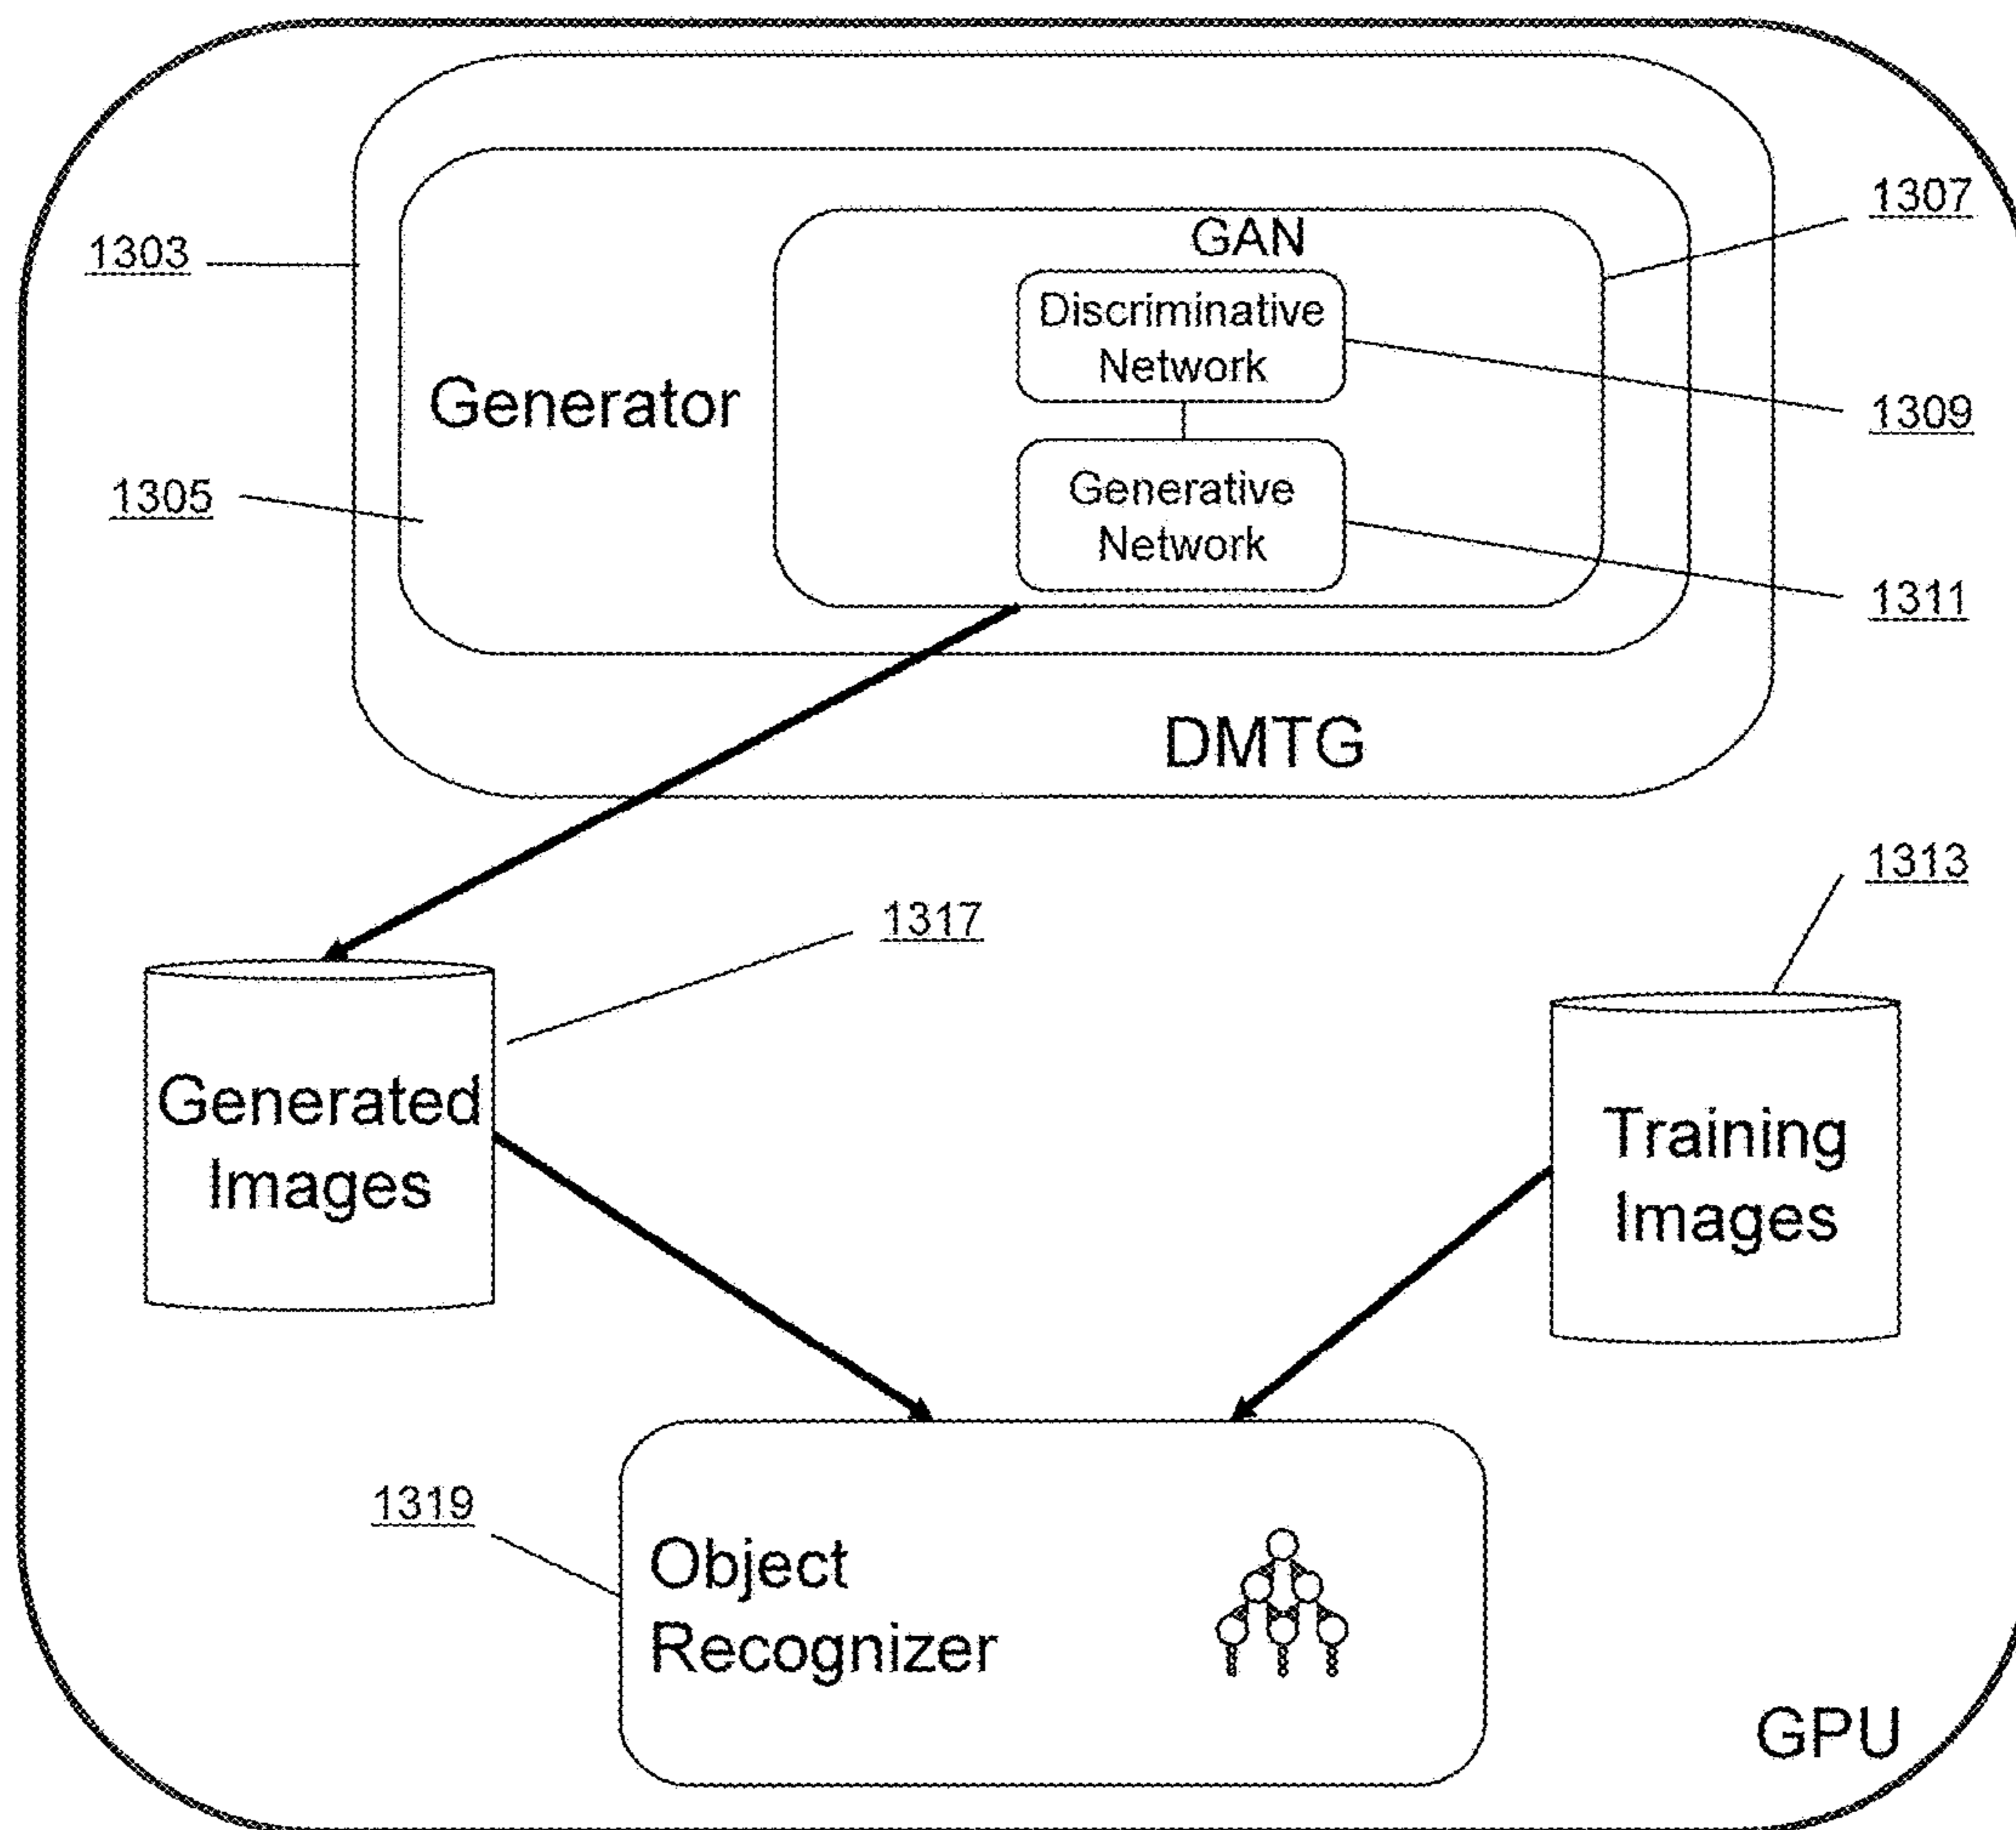 1307
1303
GAN
Discriminative
Network
Generator
1309
Generative
Network
1305
1311
DMTG
1313
1317
Generated
Images
Training
Images
1319
Object
Recognizer
GPU